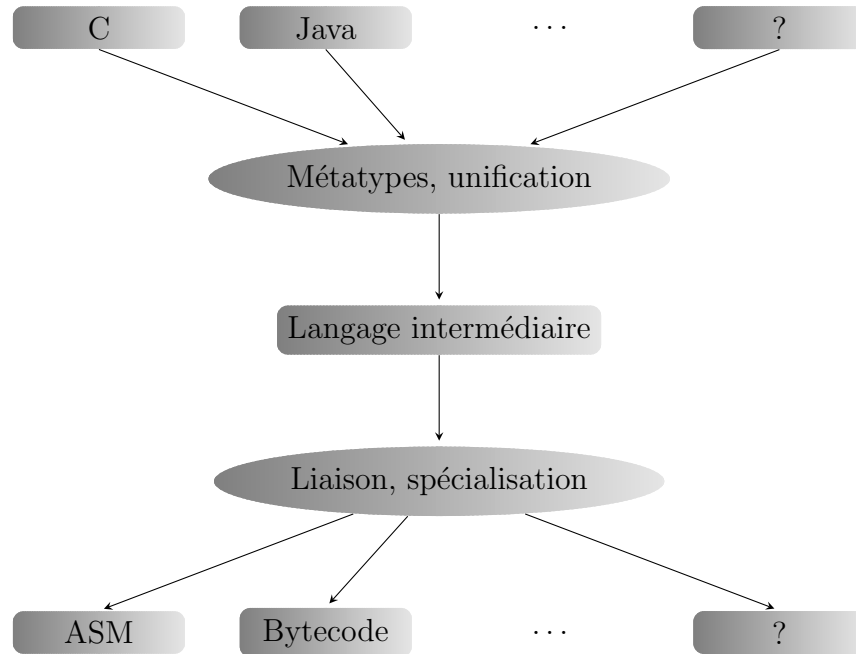 C Java ... ?
Métatypes, unification
Langage intermédiaire
Liaison, spécialisation
ASM Bytecode ... ?